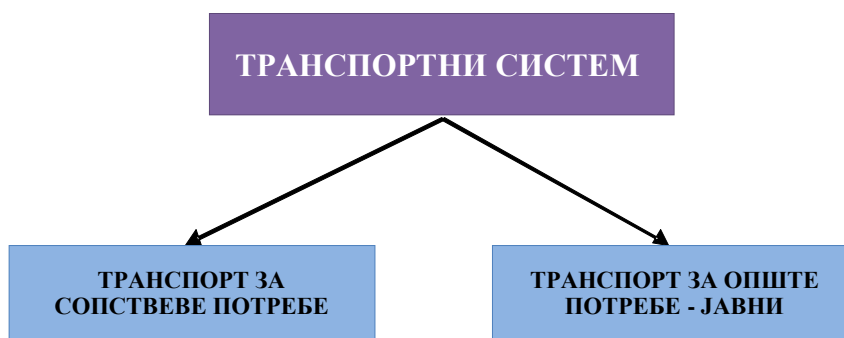 ТРАНСПОРТНИ СИСТЕМ
ТРАНСПОРТ ЗА
СОПСТВЕВЕ ПОТРЕБЕ
ТРАНСПОРТ ЗА ОПШТЕ
ПОТРЕБЕ - ЈАВНИ